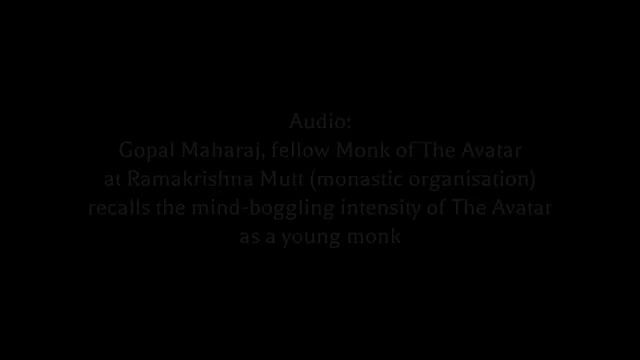 Audio:
Gopal Maharaj, fellow Monk of The Avatar
at Ramakrishna Mutt (monastic organisation)
recalls the mind-boggling intensity of The Avatar
as a young monk